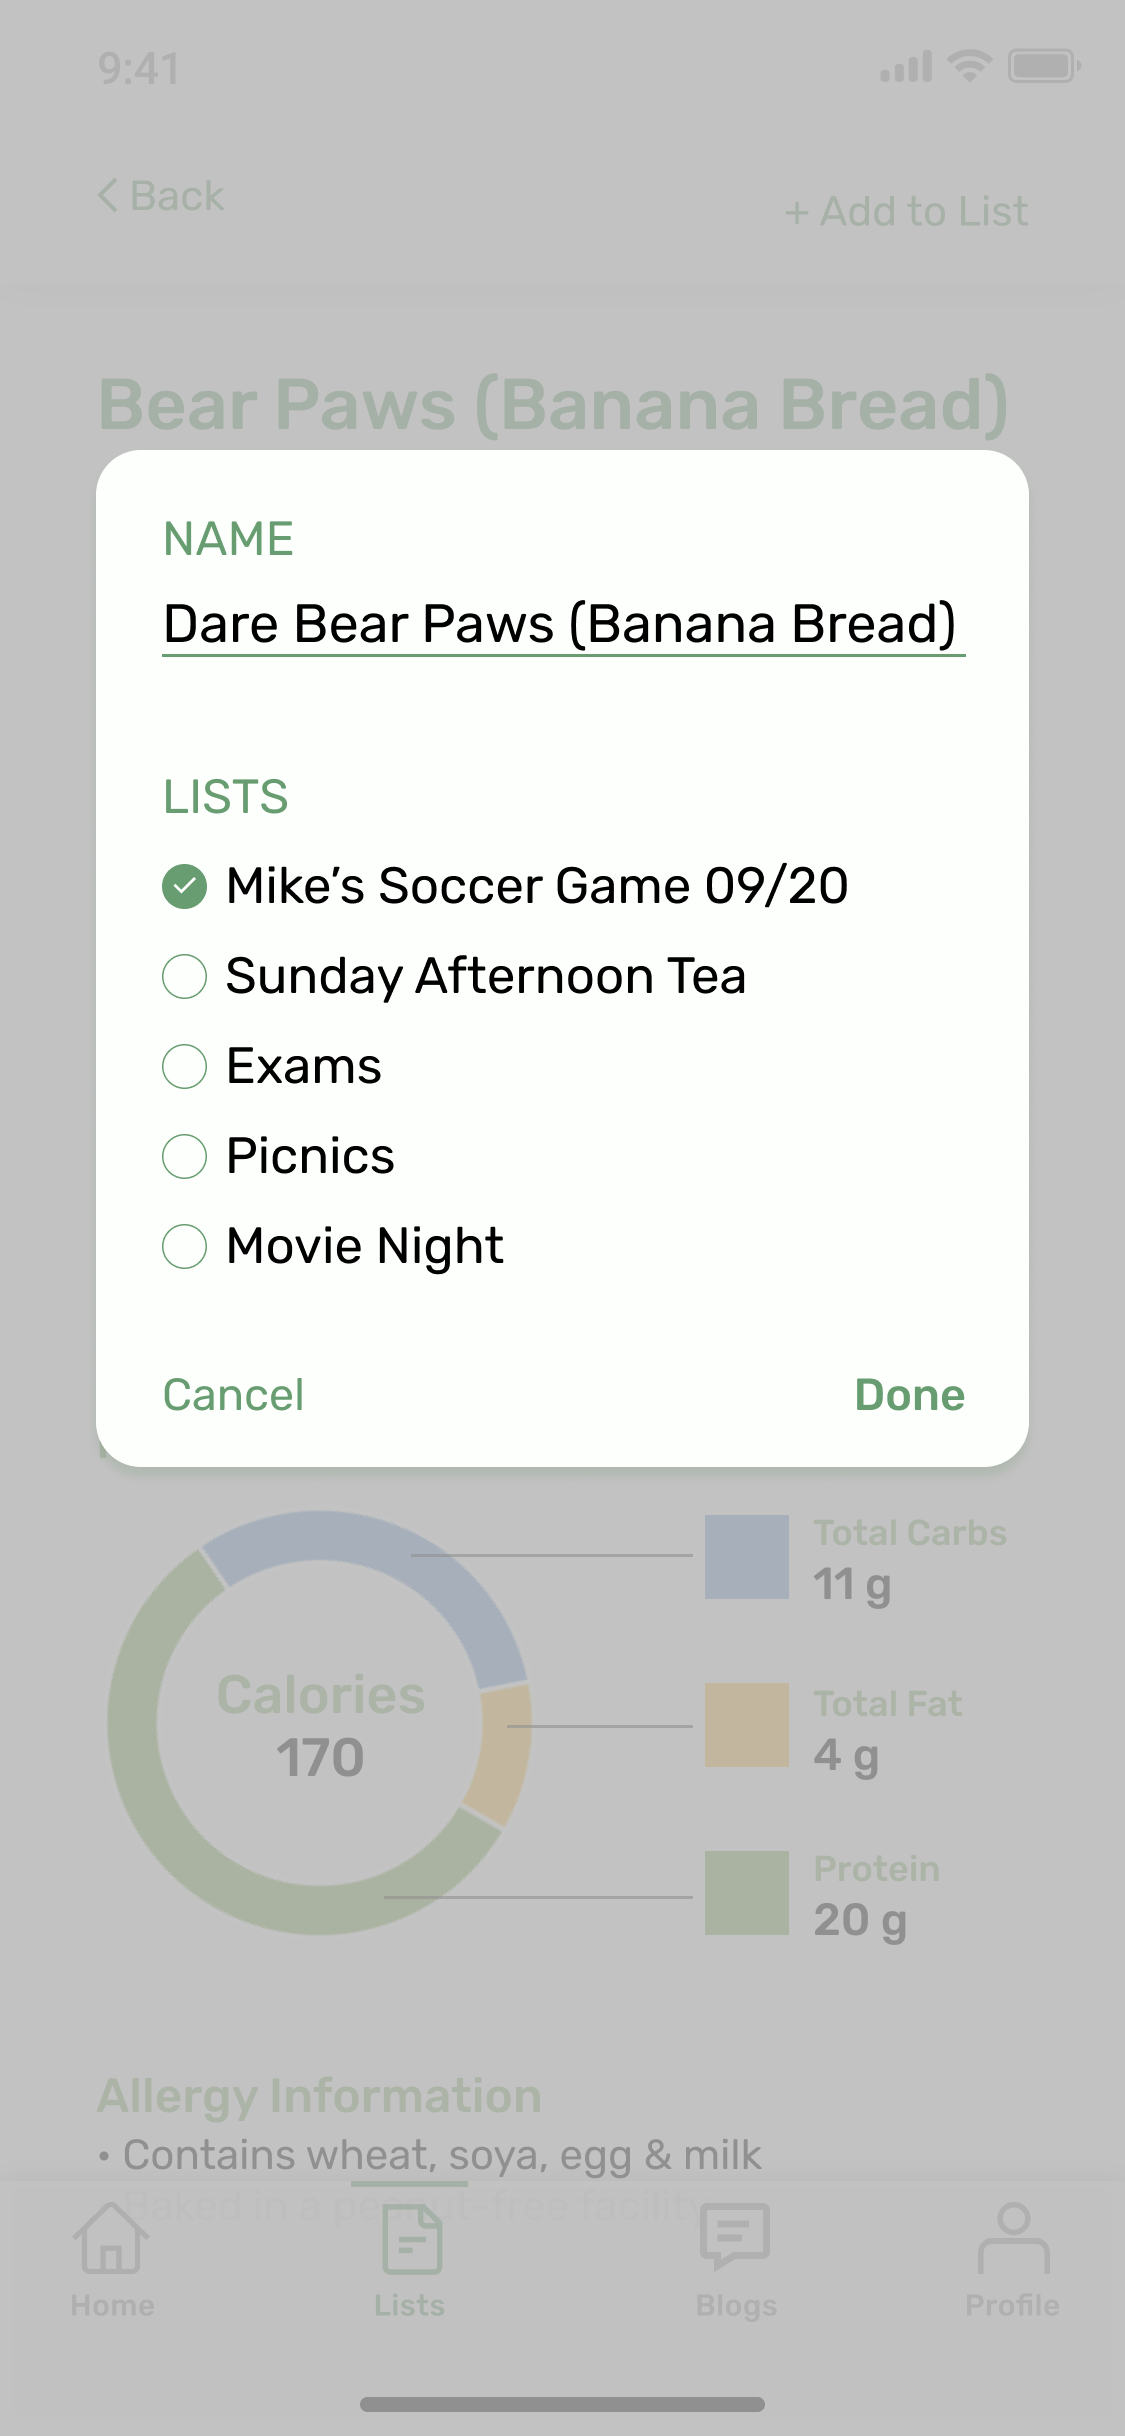 9:41
Back
+ Add to List
Bear Paws (Banana Bread)
NAME
Dare Bear Paws (Banana Bread)
LISTS
Mike’s Soccer Game 09/20
Sunday Afternoon Tea
Exams
Picnics
Movie Night
Cancel
Done
Total Carbs
11 g
Calories
170
Total Fat
4 g
Protein
20 g
Allergy Information
• Contains wheat, soya, egg & milk
Baked in a peanut-free facility
Home
Lists
Blogs
Profile